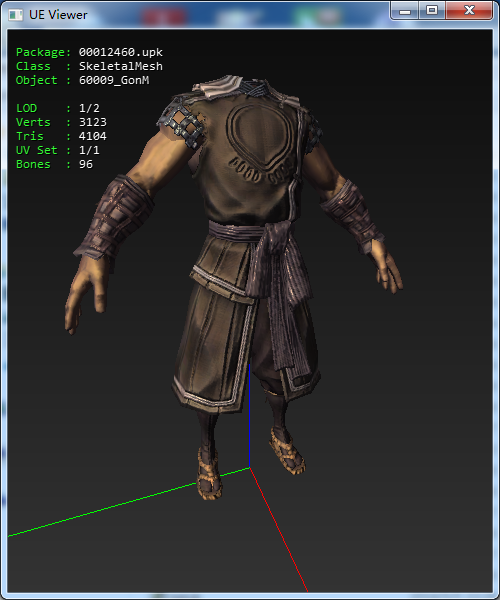 UE Viewer
Package: 00012460.upk
Class : SkeletalMesh
Object : 60009_GonM
LOD : 1/2
Verts : 3123
Tris : 4104
UV Set : 1/1
Bones : 96